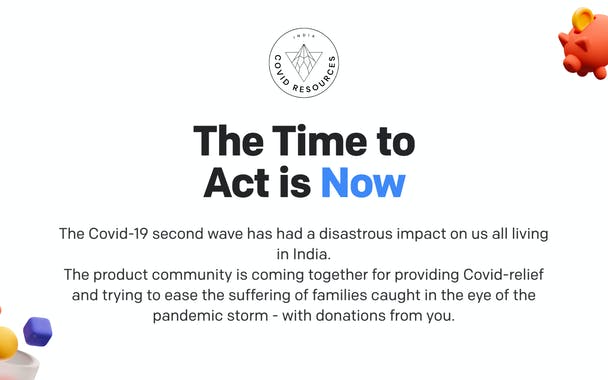 INDIA
COVID RESOURCES
The Time to
Act is Now
The Covid-19 second wave has had a disastrous impact on us all living
in India.
The product community is coming together for providing Covid-relief
and trying to ease the suffering of families caught in the eye of the
pandemic storm - with donations from you.